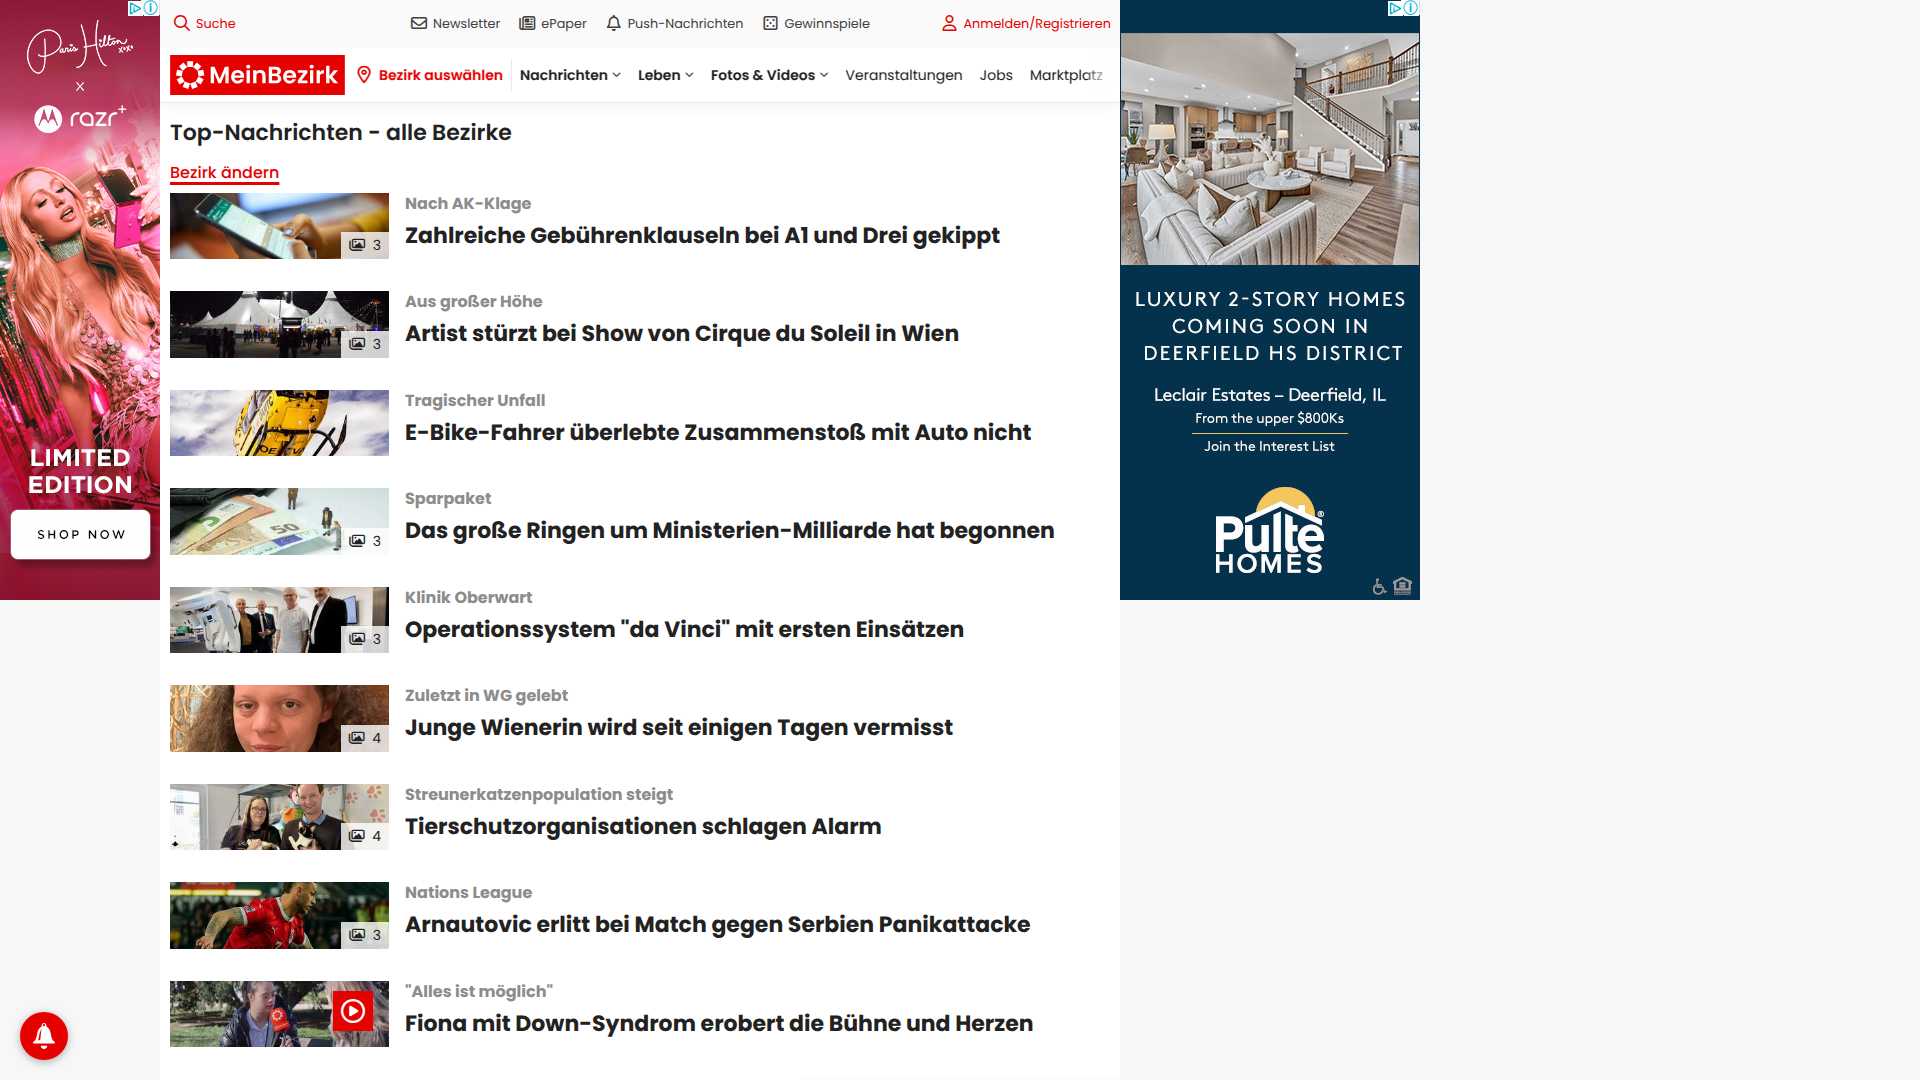 Paris Hilton
xoxo
x
razr+
LIMITED
EDITION
SHOP NOW
Suche
Newsletter
ePaper
Push-Nachrichten
Gewinnspiele
Anmelden/Registrieren
MeinBezirk
Bezirk auswählen
Nachrichten
Leben
Fotos & Videos
Veranstaltungen
Jobs
Marktplatz
Top-Nachrichten - alle Bezirke
Bezirk ändern
3
Nach AK-Klage
Zahlreiche Gebührenklauseln bei A1 und Drei gekippt
3
Aus großer Höhe
Artist stürzt bei Show von Cirque du Soleil in Wien
Tragischer Unfall
E-Bike-Fahrer überlebte Zusammenstoß mit Auto nicht
50
3
Sparpaket
Das große Ringen um Ministerien-Milliarde hat begonnen
3
Klinik Oberwart
Operationssystem "da Vinci" mit ersten Einsätzen
4
Zuletzt in WG gelebt
Junge Wienerin wird seit einigen Tagen vermisst
4
Streunerkatzenpopulation steigt
Tierschutzorganisationen schlagen Alarm
3
Nations League
Arnautovic erlitt bei Match gegen Serbien Panikattacke
"Alles ist möglich"
Fiona mit Down-Syndrom erobert die Bühne und Herzen
LUXURY 2-STORY HOMES
COMING SOON IN
DEERFIELD HS DISTRICT
Leclair Estates – Deerfield, IL
From the upper $800Ks
Join the Interest List
Pulte®
HOMES